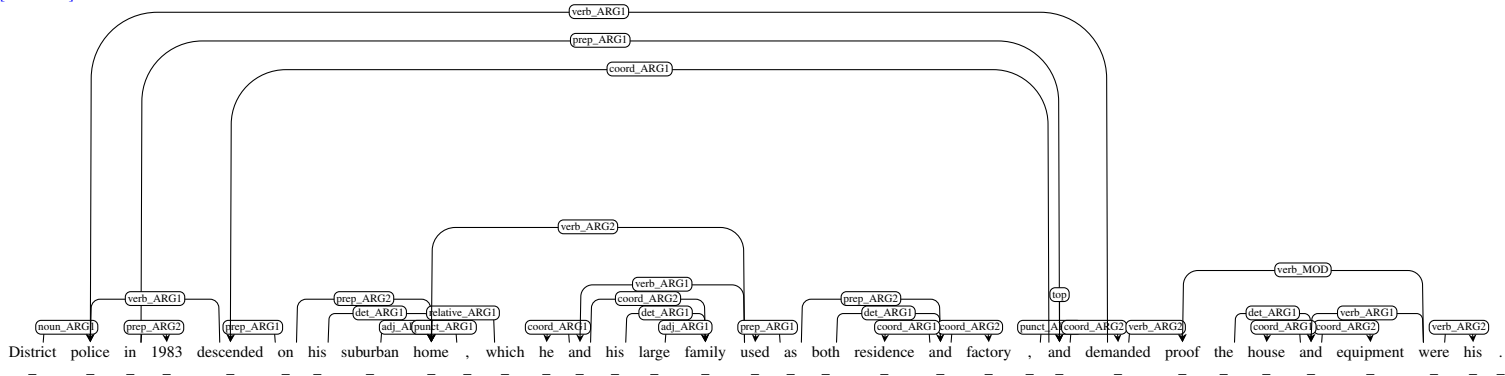 verb_ARG1
prep_ARG1
coord_ARG1
verb_ARG2
verb_MOD
verb_ARG1
top
verb_ARG1 prep_ARG2 coord_ARG2 prep_ARG2
det_ARG1 relative_ARG1 det_ARG1 det_ARG1 det_ARG1 verb_ARG1
noun_ARG1 prep_ARG2 prep_ARG1 punct_ARG1 coord_ARG1 adj_ARG1 prep_ARG1 coord_ARG1 coord_ARG2 coord_ARG2 verb_ARG2 coord_ARG1 coord_ARG2 verb_ARG2
District police in 1983 descended on his suburban home , which he and his large family used as both residence and factory , and demanded proof the house and equipment were his .